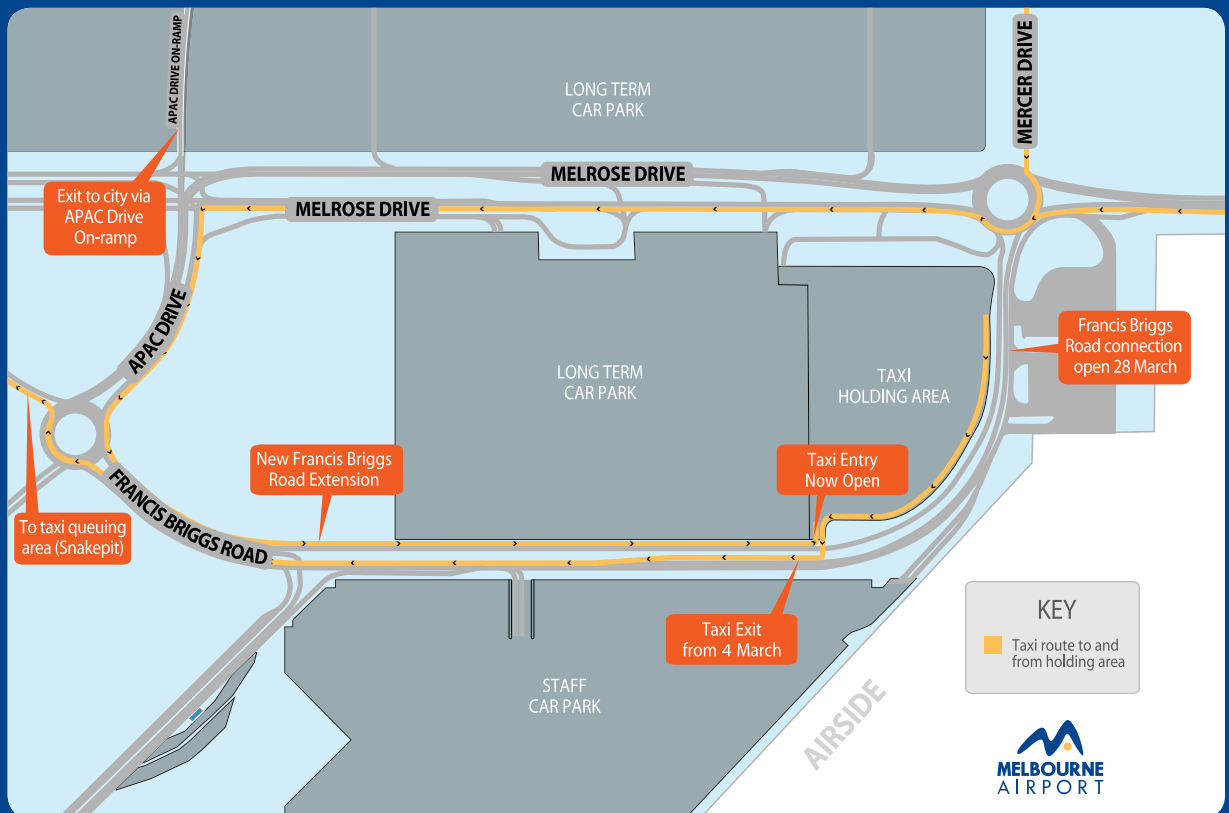 APAC DRIVE ON-RAMP
LONG TERM
CAR PARK
MERCER DRIVE
MELROSE DRIVE
Exit to city via
APAC Drive
On-ramp
MELROSE DRIVE
APAC DRIVE
LONG TERM
CAR PARK
TAXI
HOLDING AREA
Francis Briggs
Road connection
open 28 March
New Francis Briggs
Road Extension
Taxi Entry
Now Open
To taxi queuing
area (Snakepit)
FRANCIS BRIGGS ROAD
Taxi Exit
from 4 March
STAFF
CAR PARK
AIRSIDE
KEY
Taxi route to and
from holding area
MELBOURNE
AIRPORT